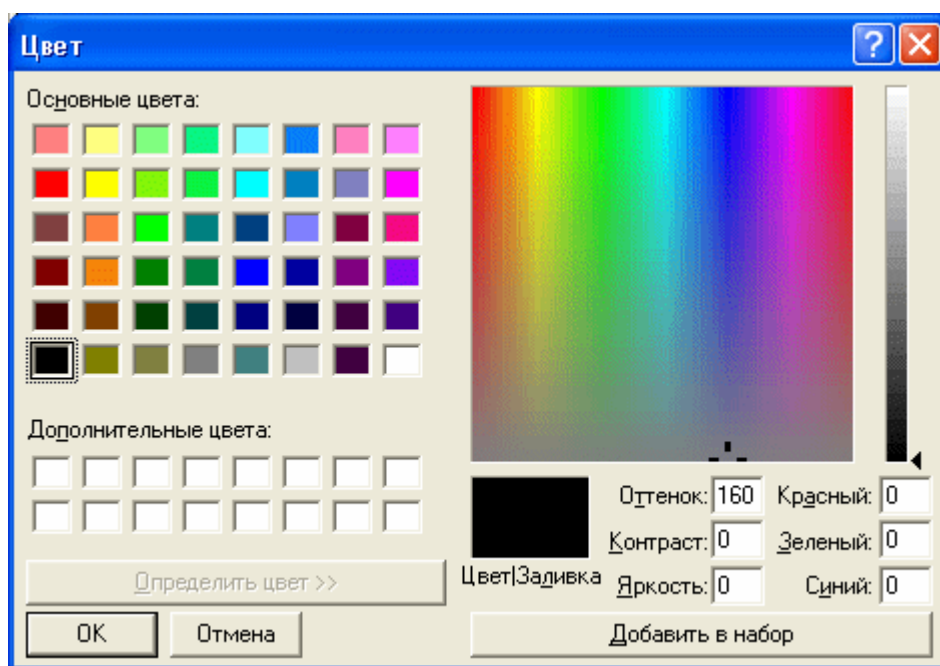 Цвет
Основные цвета:
Дополнительные цвета:
Определить цвет >>
OK Отмена
Цвет|Заливка
Оттенок: 160 Красный: 0
Контраст: 0 Зеленый: 0
Яркость: 0 Синий: 0
Добавить в набор